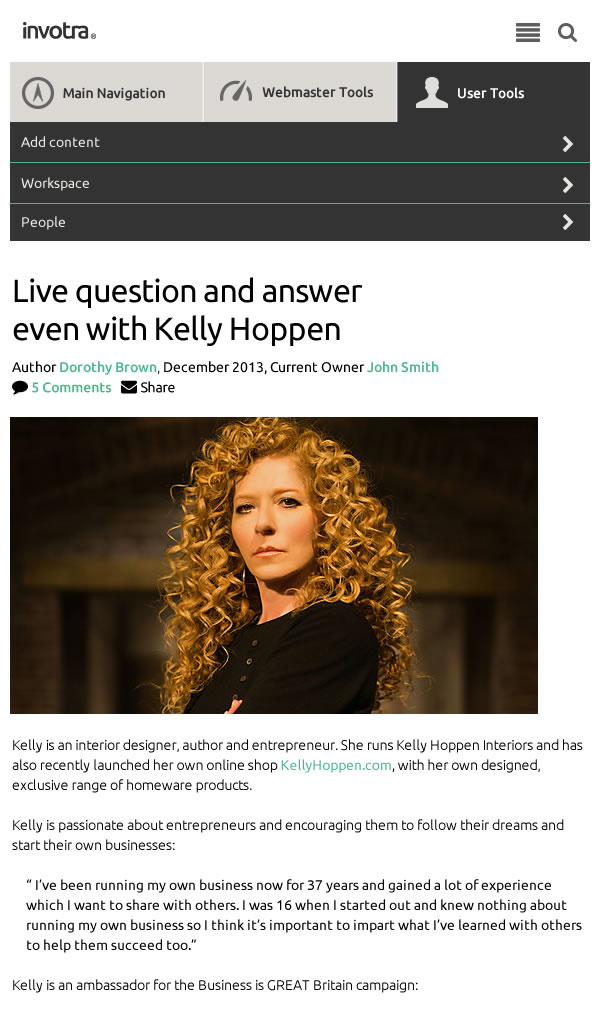 invotra®
Main Navigation
Webmaster Tools
User Tools
Add content
Workspace
People
Live question and answer
even with Kelly Hoppen
Author Dorothy Brown, December 2013, Current Owner John Smith
5 Comments Share
Kelly is an interior designer, author and entrepreneur. She runs Kelly Hoppen Interiors and has
also recently launched her own online shop KellyHoppen.com, with her own designed,
exclusive range of homeware products.
Kelly is passionate about entrepreneurs and encouraging them to follow their dreams and
start their own businesses:
“ I’ve been running my own business now for 37 years and gained a lot of experience
which I want to share with others. I was 16 when I started out and knew nothing about
running my own business so I think it’s important to impart what I’ve learned with others
to help them succeed too.”
Kelly is an ambassador for the Business is GREAT Britain campaign: